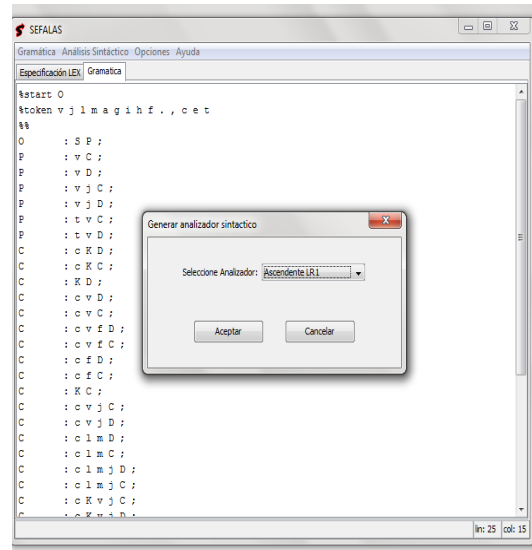 SEFALAS
Gramática Análisis Sintáctico Opciones Ayuda
Especificación LEX Gramatica
%start O
%token v j l m a g i h f . , c e t
%%
O : S P ;
P : v C ;
P : v D ;
P : v j C ;
P : v j D ;
P : t v C ;
P : t v D ;
C : c K D ;
C : c K C ;
C : K D ;
C : c v D ;
C : c v C ;
C : c v f D ;
C : c v f C ;
C : c f D ;
C : c f C ;
C : K C ;
C : c v j C ;
C : c v j D ;
C : c l m D ;
C : c l m C ;
C : c l m j D ;
C : c l m j C ;
C : c K v j C ;
C : c K v j D ;
Generar analizador sintactico
Seleccione Analizador: Ascendente LR1
Aceptar Cancelar
lin: 25 col: 15